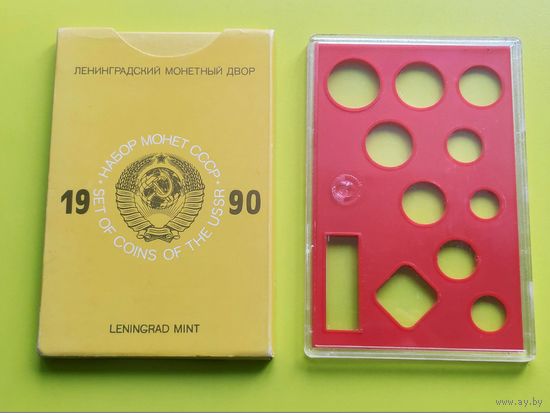 ЛЕНИНГРАДСКИЙ МОНЕТНЫЙ ДВОР
· НАБОР МОНЕТ СССР ·
19 90
SET OF COINS OF THE USSR
LENINGRAD MINT
www.ay.by